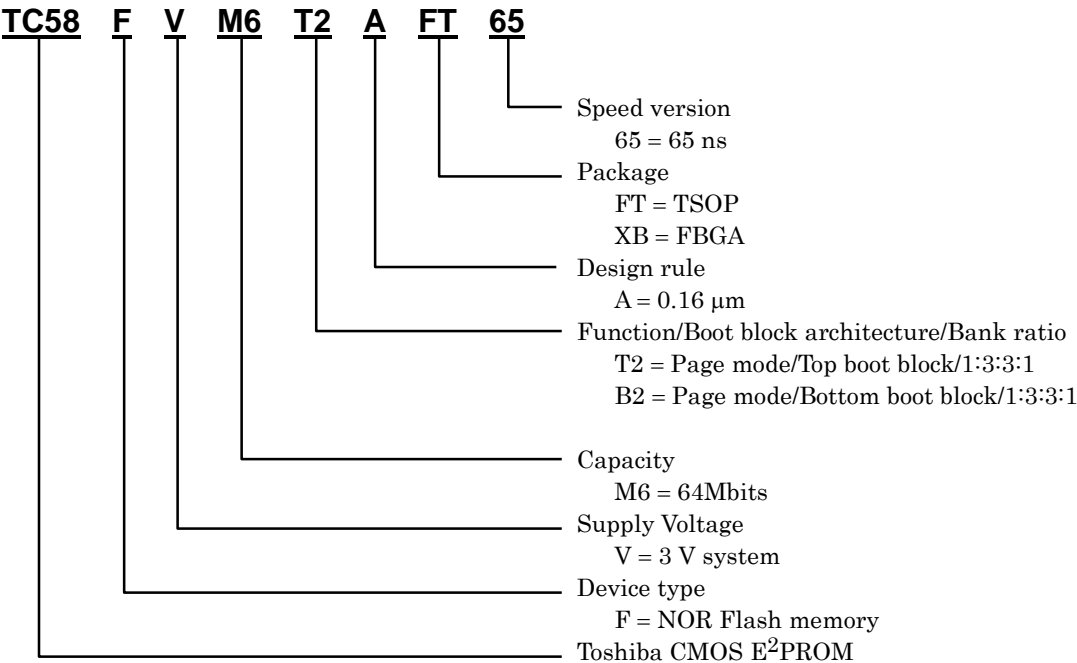 TC58 F V M6 T2 A FT 65
Speed version
65 = 65 ns
Package
FT = TSOP
XB = FBGA
Design rule
A = 0.16 μm
Function/Boot block architecture/Bank ratio
T2 = Page mode/Top boot block/1:3:3:1
B2 = Page mode/Bottom boot block/1:3:3:1
Capacity
M6 = 64Mbits
Supply Voltage
V = 3 V system
Device type
F = NOR Flash memory
Toshiba CMOS E²PROM